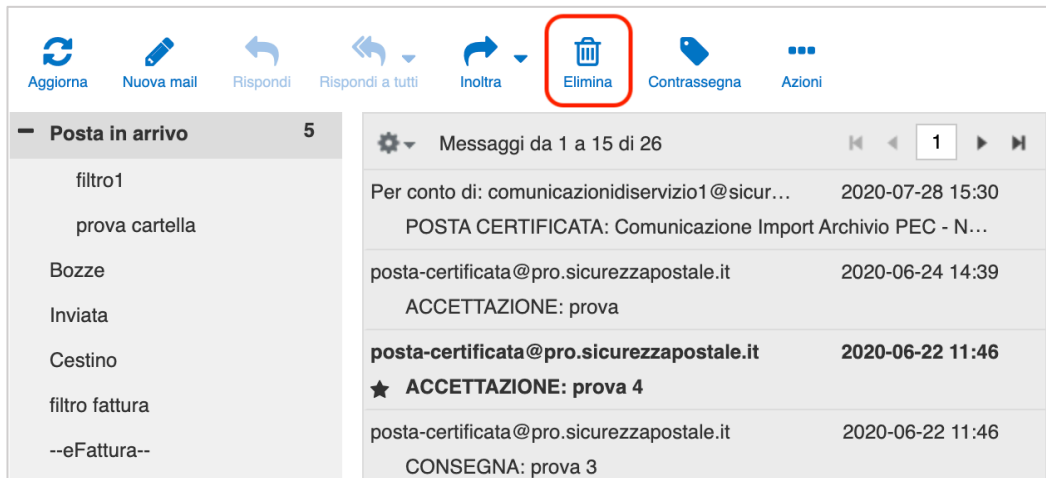 Aggiorna Nuova mail Rispondi Rispondi a tutti Inoltra Elimina Contrassegna Azioni
Posta in arrivo 5
filtro1
prova cartella
Bozze
Inviata
Cestino
filtro fattura
--eFattura--
Messaggi da 1 a 15 di 26 1
Per conto di: comunicazionidiservizio1@sicur... 2020-07-28 15:30
POSTA CERTIFICATA: Comunicazione Import Archivio PEC - N...
posta-certificata@pro.sicurezzapostale.it 2020-06-24 14:39
ACCETTAZIONE: prova
posta-certificata@pro.sicurezzapostale.it 2020-06-22 11:46
ACCETTAZIONE: prova 4
posta-certificata@pro.sicurezzapostale.it 2020-06-22 11:46
CONSEGNA: prova 3